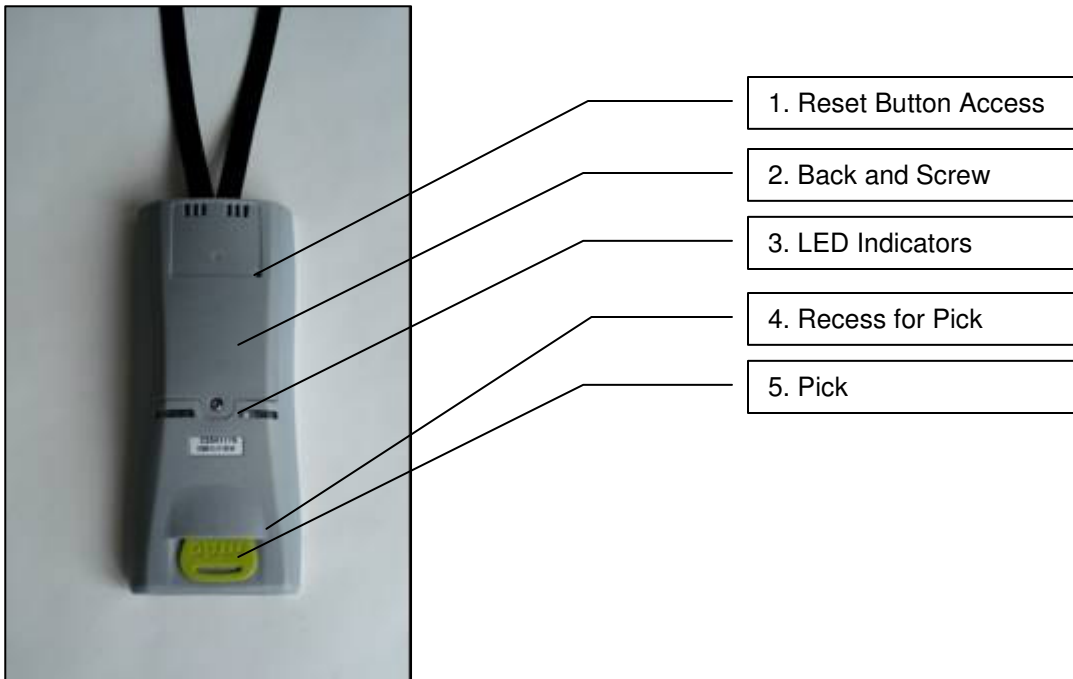 1. Reset Button Access
2. Back and Screw
3. LED Indicators
4. Recess for Pick
5. Pick